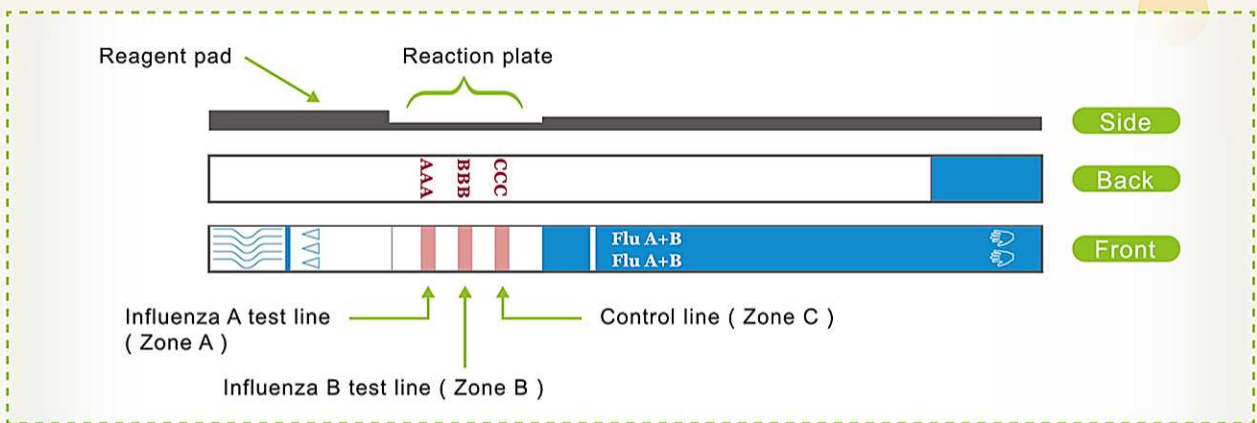 Reagent pad
Reaction plate
Side
AAA
BBB
CCC
Back
Flu A+B
Flu A+B
Front
Influenza A test line
( Zone A )
Control line ( Zone C )
Influenza B test line ( Zone B )